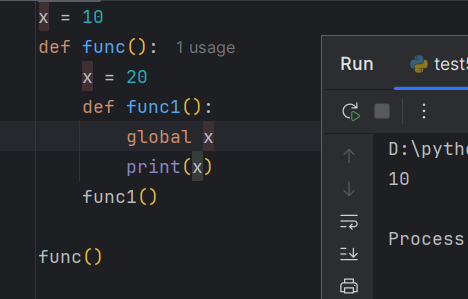 x = 10
def func(): 1 usage
    x = 20
    def func1():
        global x
        print(x)
    func1()

func()
Run
test5
D:\pytho
10
Process